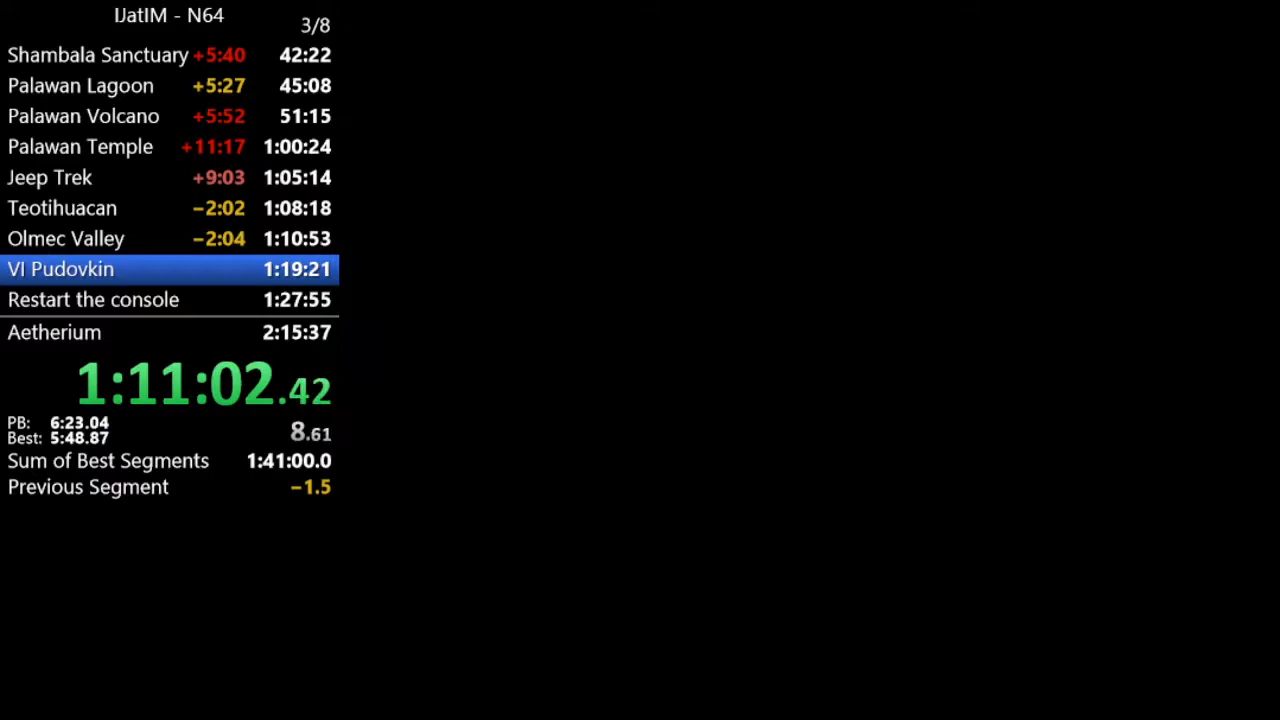 IJatIM - N64
3/8
Shambala Sanctuary +5:40 42:22
Palawan Lagoon +5:27 45:08
Palawan Volcano +5:52 51:15
Palawan Temple +11:17 1:00:24
Jeep Trek +9:03 1:05:14
Teotihuacan −2:02 1:08:18
Olmec Valley −2:04 1:10:53
VI Pudovkin 1:19:21
Restart the console 1:27:55
Aetherium 2:15:37
1:11:02.42
PB: 6:23.04
Best: 5:48.87
8.61
Sum of Best Segments 1:41:00.0
Previous Segment −1.5